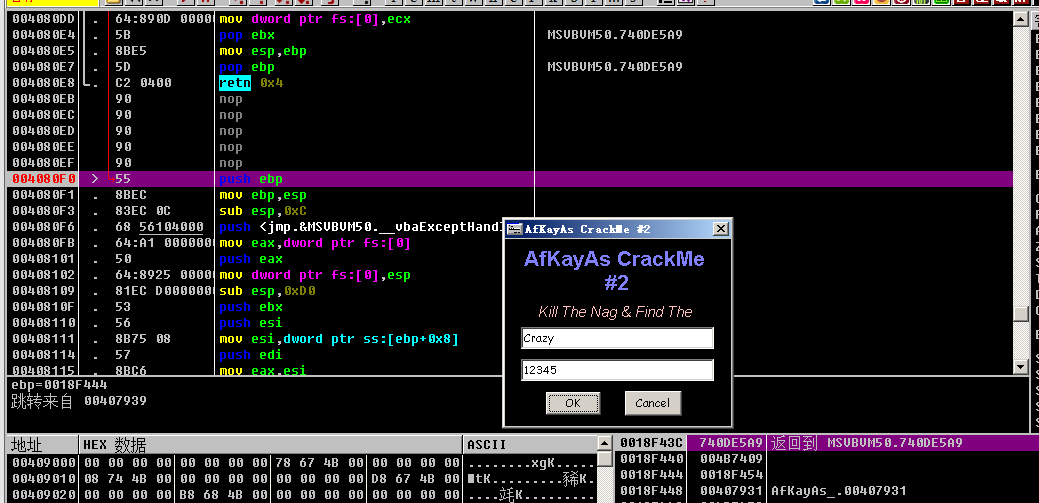 004080DD . 64:890D 0000 mov dword ptr fs:[0],ecx
004080E4 . 5B pop ebx MSVBVM50.740DE5A9
004080E5 . 8BE5 mov esp,ebp
004080E7 . 5D pop ebp MSVBVM50.740DE5A9
004080E8 . C2 0400 retn 0x4
004080EB 90 nop
004080EC 90 nop
004080ED 90 nop
004080EE 90 nop
004080EF 90 nop
004080F0 > 55 push ebp
004080F1 . 8BEC mov ebp,esp
004080F3 . 83EC 0C sub esp,0xC
004080F6 . 68 56104000 push <jmp.&MSVBVM50.__vbaExceptHand
004080FB . 64:A1 0000000 mov eax,dword ptr fs:[0]
00408101 . 50 push eax
00408102 . 64:8925 0000 mov dword ptr fs:[0],esp
00408109 . 81EC D0000000 sub esp,0xD0
0040810F . 53 push ebx
00408110 . 56 push esi
00408111 . 8B75 08 mov esi,dword ptr ss:[ebp+0x8]
00408114 . 57 push edi
00408115 . 8BC6 mov eax,esi
AfKayAs CrackMe #2
AfKayAs CrackMe
#2
Kill The Nag & Find The
Crazy
12345
OK Cancel
ebp=0018F444
跳转来自 00407939
地址 HEX 数据 ASCII
00409000 00 00 00 00 00 00 00 00 78 67 4B 00 00 00 00 00 ........xgK.....
00409010 08 74 4B 00 00 00 00 00 00 00 00 00 D8 67 4B 00
00409020 00 00 00 00 B8 68 4B 00 00 00 00 00 00 00 00 00
0018F43C 740DE5A9 返回到 MSVBVM50.740DE5A9
0018F440 004B7409
0018F444 0018F454
0018F448 00407931 AfKayAs_.00407931